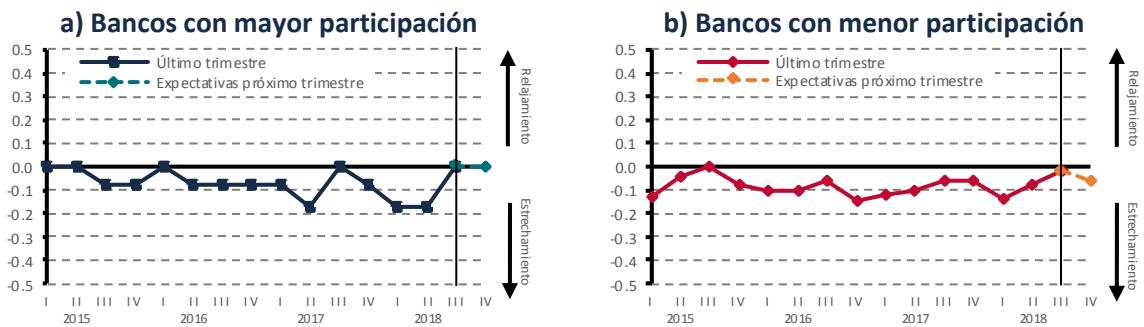 a) Bancos con mayor participación
0.5
0.4
0.3
0.2
0.1
0.0
-0.1
-0.2
-0.3
-0.4
-0.5
Último trimestre
Expectativas próximo trimestre
Relajamiento
Estrechamiento
I II III IV I II III IV I II III IV I II III IV
2015 2016 2017 2018
b) Bancos con menor participación
0.5
0.4
0.3
0.2
0.1
0.0
-0.1
-0.2
-0.3
-0.4
-0.5
Último trimestre
Expectativas próximo trimestre
Relajamiento
Estrechamiento
I II III IV I II III IV I II III IV I II III IV
2015 2016 2017 2018